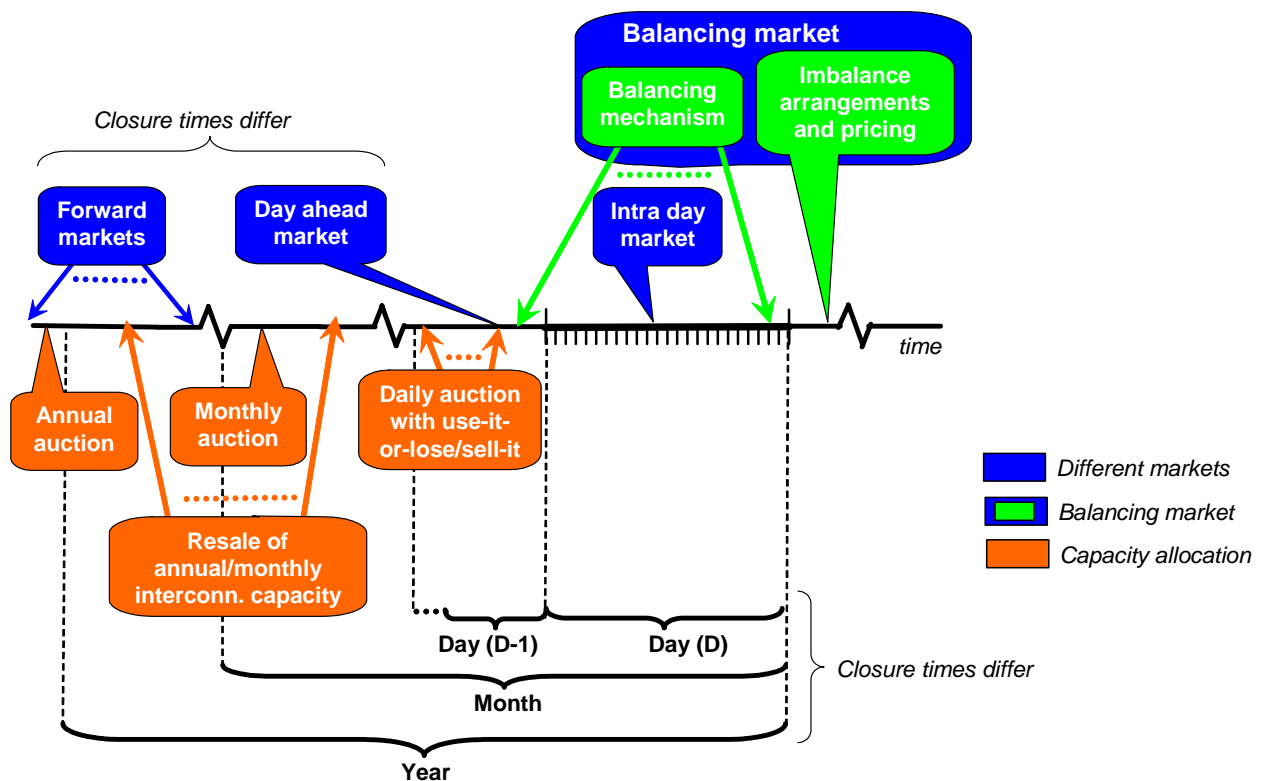 Balancing market
Balancing
mechanism
Imbalance
arrangements
and pricing
Closure times differ
Forward
markets
Day ahead
market
Intra day
market
time
Annual
auction
Monthly
auction
Daily auction
with use-it-
or-lose/sell-it
Resale of
annual/monthly
interconn. capacity
Different markets
Balancing market
Capacity allocation
Day (D-1)
Day (D)
Closure times differ
Month
Year